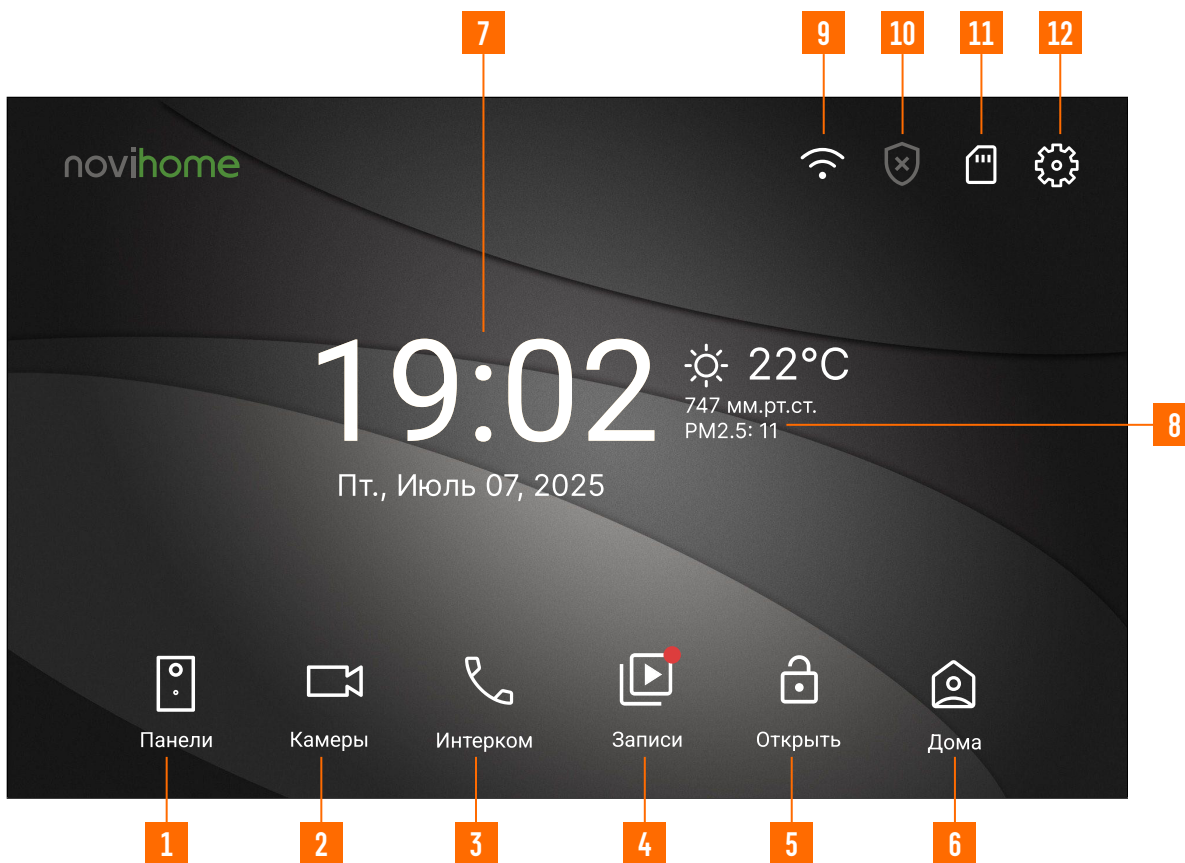 7
9
10
11
12
novihome
19:02
22°C
747 мм.рт.ст.
PM2.5: 11
8
Пт., Июль 07, 2025
Панели
Камеры
Интерком
Записи
Открыть
Дома
1
2
3
4
5
6